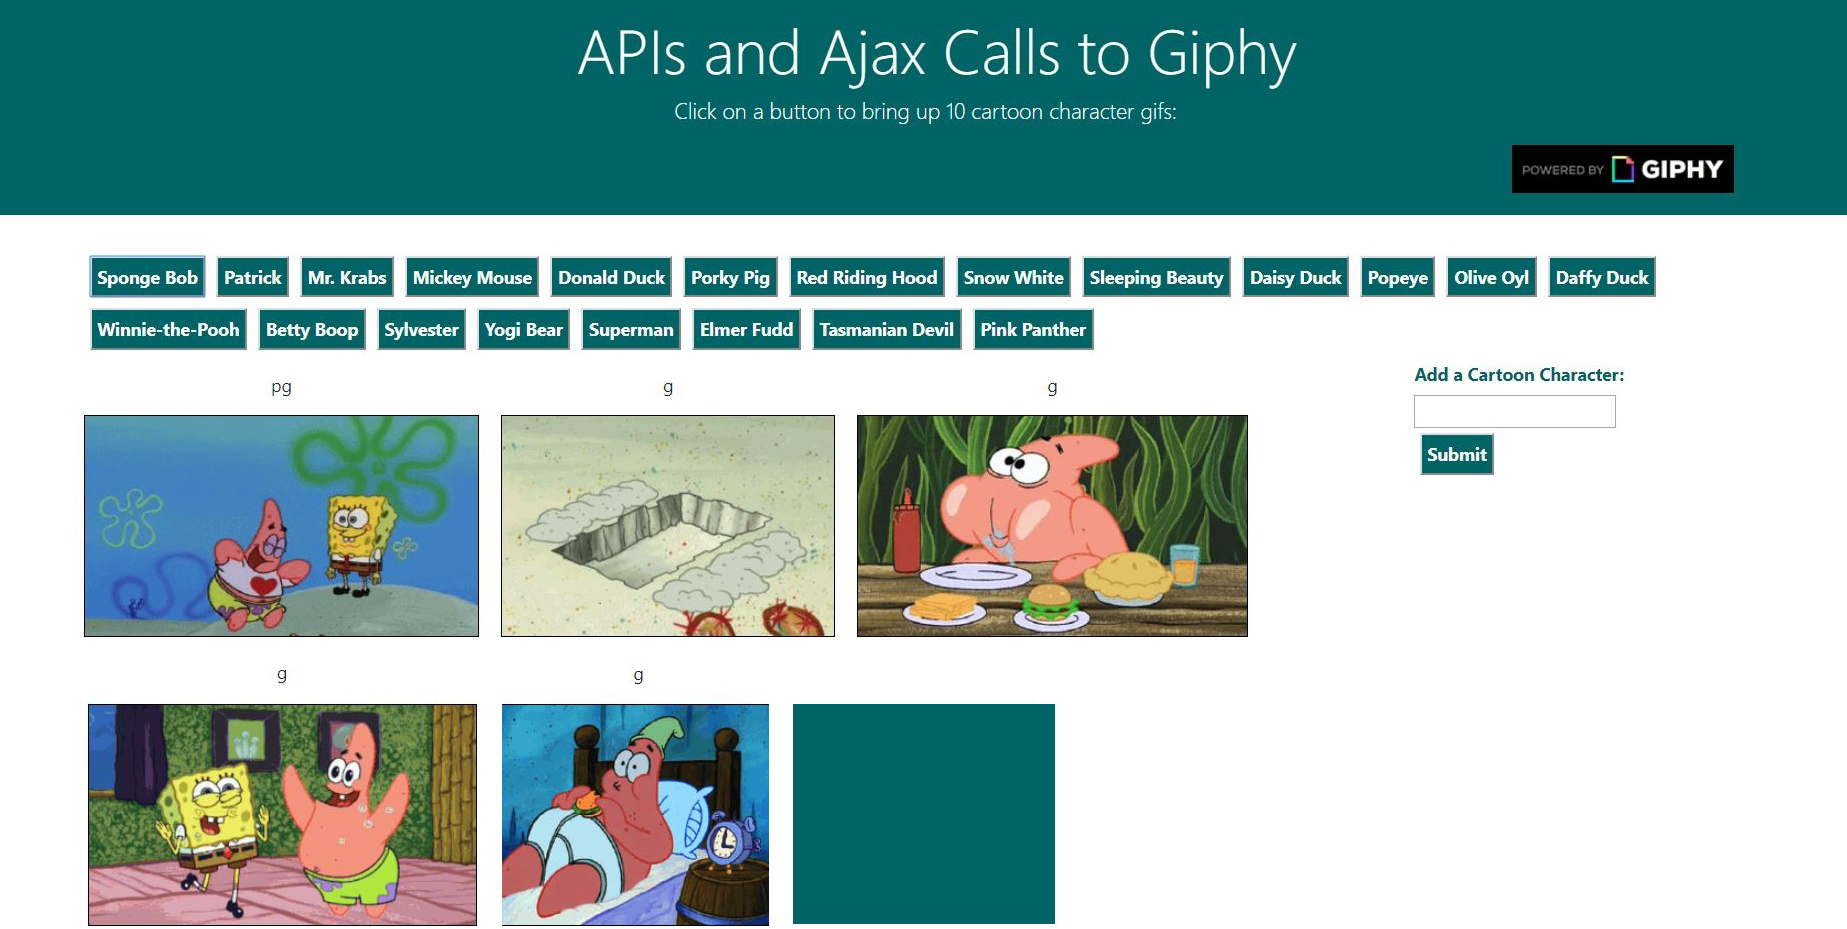 APIs and Ajax Calls to Giphy
Click on a button to bring up 10 cartoon character gifs:
POWERED BY GIPHY
Sponge Bob Patrick Mr. Krabs Mickey Mouse Donald Duck Porky Pig Red Riding Hood Snow White Sleeping Beauty Daisy Duck Popeye Olive Oyl Daffy Duck
Winnie-the-Pooh Betty Boop Sylvester Yogi Bear Superman Elmer Fudd Tasmanian Devil Pink Panther
Add a Cartoon Character:
Submit
pg g g
g g